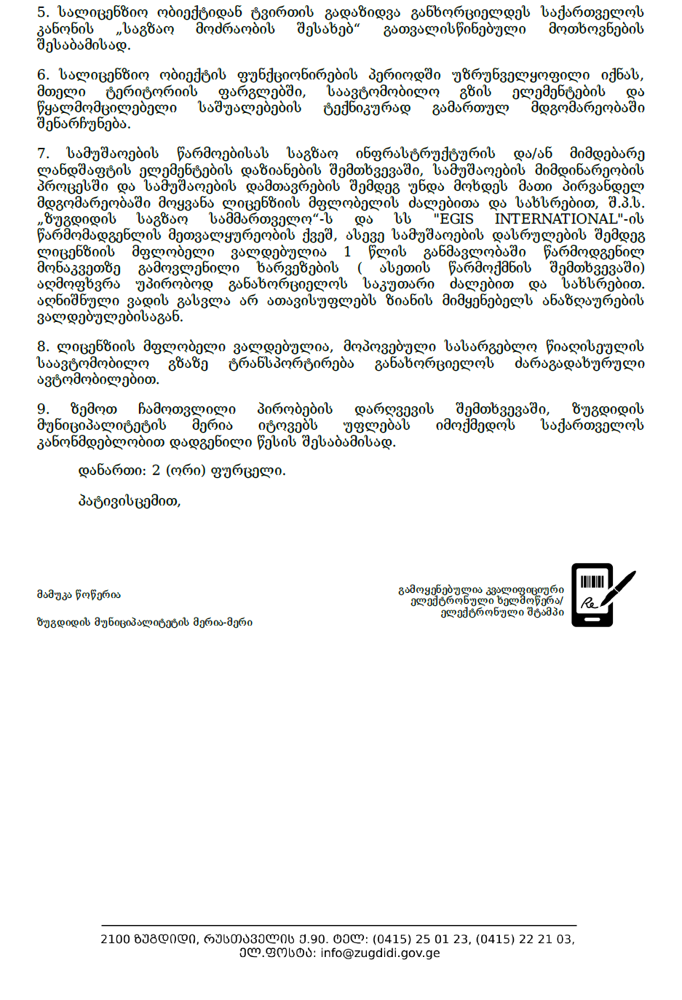 5. სალიცენზიო ობიექტიდან ტვირთის გადაზიდვა განხორციელდეს საქართველოს
კანონის „საგზაო მოძრაობის შესახებ“ გათვალისწინებული მოთხოვნების
შესაბამისად.
6. სალიცენზიო ობიექტის ფუნქციონირების პერიოდში უზრუნველყოფილი იქნას,
მთელი ტერიტორიის ფარგლებში, საავტომობილო გზის ელემენტების და
წყალმომცილებელი საშუალებების ტექნიკურად გამართულ მდგომარეობაში
შენარჩუნება.
7. სამუშაოების წარმოებისას საგზაო ინფრასტრუქტურის და/ან მიმდებარე
ლანდშაფტის ელემენტების დაზიანების შემთხვევაში, სამუშაოების მიმდინარეობის
პროცესში და სამუშაოების დამთავრების შემდეგ უნდა მოხდეს მათი პირვანდელ
მდგომარეობაში მოყვანა ლიცენზიის მფლობელის ძალებითა და სახსრებით, შ.პ.ს.
„ზუგდიდის საგზაო სამმართველო“-ს და სს "EGIS INTERNATIONAL"-ის
წარმომადგენლის მეთვალყურეობის ქვეშ, ასევე სამუშაოების დასრულების შემდეგ
ლიცენზიის მფლობელი ვალდებულია 1 წლის განმავლობაში წარმოდგენილ
მონაკვეთზე გამოვლენილი ხარვეზების ( ასეთის წარმოქმნის შემთხვევაში)
აღმოფხვრა უპირობოდ განახორციელოს საკუთარი ძალებით და სახსრებით.
აღნიშნული ვადის გასვლა არ ათავისუფლებს ზიანის მიმყენებელს ანაზღაურების
ვალდებულებისაგან.
8. ლიცენზიის მფლობელი ვალდებულია, მოპოვებული სასარგებლო წიაღისეულის
საავტომობილო გზაზე ტრანსპორტირება განახორციელოს ძარაგადახურული
ავტომობილებით.
9. ზემოთ ჩამოთვლილი პირობების დარღვევის შემთხვევაში, ზუგდიდის
მუნიციპალიტეტის მერია იტოვებს უფლებას იმოქმედოს საქართველოს
კანონმდებლობით დადგენილი წესის შესაბამისად.
დანართი: 2 (ორი) ფურცელი.
პატივისცემით,
მამუკა წოწერია
ზუგდიდის მუნიციპალიტეტის მერია-მერი
გამოყენებულია კვალიფიციური
ელექტრონული ხელმოწერა/
ელექტრონული შტამპი
2100 ზუგდიდი, რუსთაველის ქ.90. ტელ: (0415) 25 01 23, (0415) 22 21 03,
ელ.ფოსტა: info@zugdidi.gov.ge